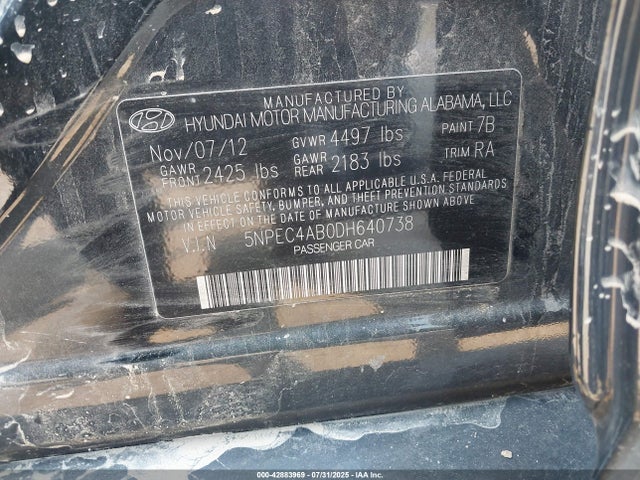 MANUFACTURED BY
HYUNDAI MOTOR MANUFACTURING ALABAMA, LLC
Nov/07/12 GVWR 4497 lbs PAINT 7B
GAWR FRONT 2425 lbs GAWR REAR 2183 lbs TRIM RA
THIS VEHICLE CONFORMS TO ALL APPLICABLE U.S.A. FEDERAL
MOTOR VEHICLE SAFETY, BUMPER, AND THEFT PREVENTION STANDARDS
IN EFFECT ON THE DATE OF MANUFACTURE SHOWN ABOVE
V.I.N 5NPEC4AB0DH640738
PASSENGER CAR
000-42883969 - 07/31/2025 - IAA Inc.